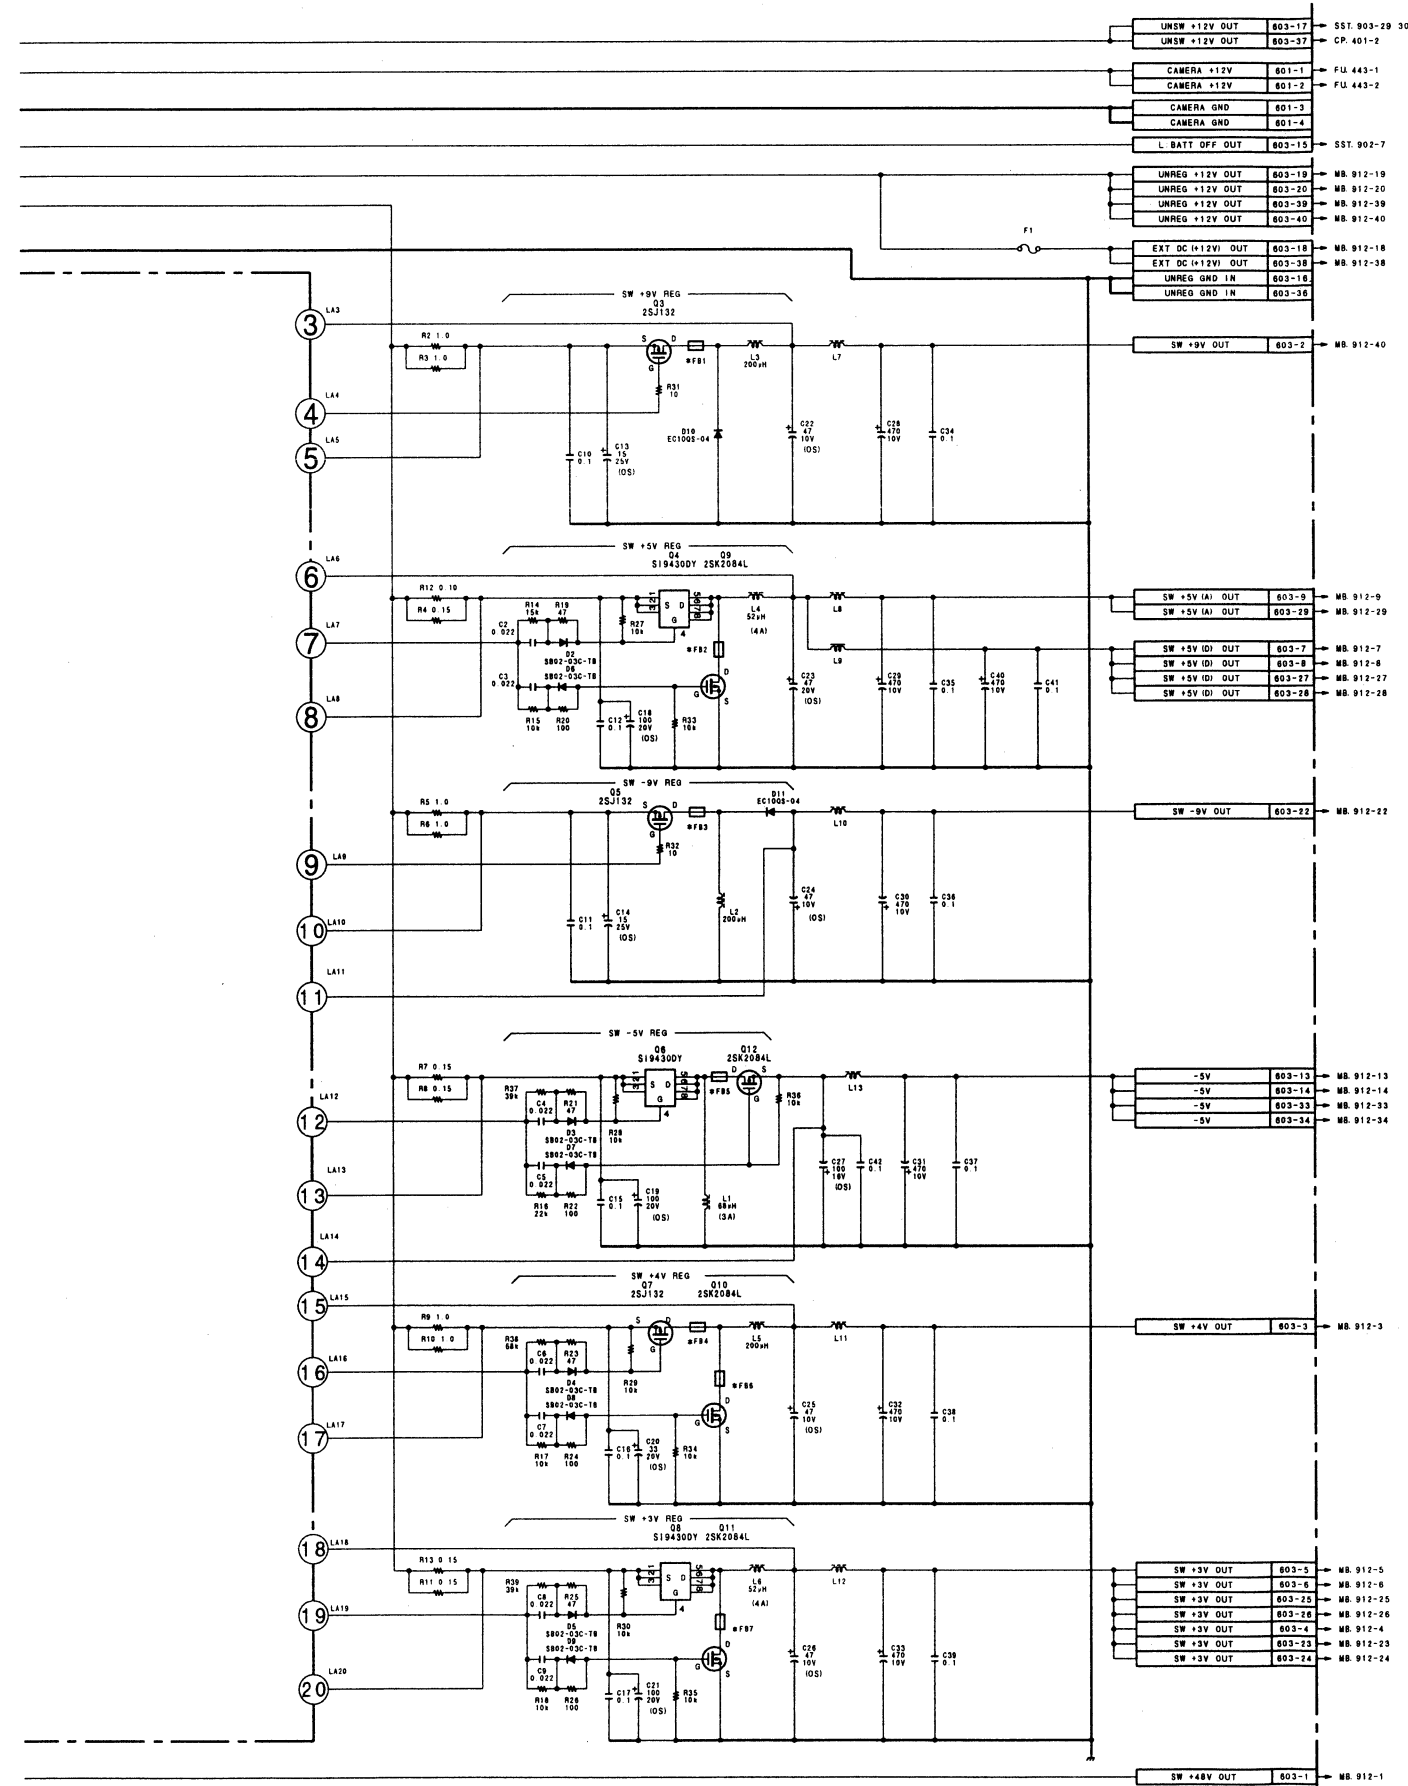 UNSW +12V OUT 603-17 SST. 903-29 30
UNSW +12V OUT 603-37 CP. 401-2
CAMERA +12V 601-1 FU. 443-1
CAMERA +12V 601-2 FU. 443-2
CAMERA GND 601-3
CAMERA GND 601-4
L BATT OFF OUT 603-15 SST. 902-7
UNREG +12V OUT 603-19 MB. 912-19
UNREG +12V OUT 603-20 MB. 912-20
UNREG +12V OUT 603-39 MB. 912-39
UNREG +12V OUT 603-40 MB. 912-40
F1
EXT DC (+12V) OUT 603-18 MB. 912-18
EXT DC (+12V) OUT 603-38 MB. 912-38
UNREG GND IN 603-16
UNREG GND IN 603-36
SW +9V REG
Q3
2SJ132
3 LA3
R2 1.0
R3 1.0
S D G
*FB1
L3
200µH
L7
SW +9V OUT 603-2 MB. 912-40
R31
10
4 LA4
5 LA5
C10
0.1
C13
15
25V
(OS)
D10
EC10QS-04
C22
47
10V
(OS)
C28
470
10V
C34
0.1
SW +5V REG
Q4 Q9
SI9430DY 2SK2084L
6 LA6
R12 0.10
R4 0.15
R14
15k
R19
47
C2
0.022
R27
10k
3 2 1 S D G 5 6 7 8 4
L4
52µH
(4A)
L8
L9
SW +5V (A) OUT 603-9 MB. 912-9
SW +5V (A) OUT 603-29 MB. 912-29
7 LA7
D2
SB02-03C-TB
D6
SB02-03C-TB
*FB2
SW +5V (D) OUT 603-7 MB. 912-7
SW +5V (D) OUT 603-8 MB. 912-8
SW +5V (D) OUT 603-27 MB. 912-27
SW +5V (D) OUT 603-28 MB. 912-28
C3
0.022
D G S
8 LA8
R15
10k
R20
100
C12
0.1
C18
100
20V
(OS)
R33
10k
C23
47
20V
(OS)
C29
470
10V
C35
0.1
C40
470
10V
C41
0.1
SW -9V REG
Q5
2SJ132
R5 1.0
R6 1.0
S D G
*FB3
D11
EC10QS-04
L10
SW -9V OUT 603-22 MB. 912-22
R32
10
9 LA9
10 LA10
11 LA11
C11
0.1
C14
15
25V
(OS)
L2
200µH
C24
47
10V
(OS)
C30
470
10V
C36
0.1
SW -5V REG
Q6 Q12
SI9430DY 2SK2084L
R7 0.15
R8 0.15
R37
39k
C4
0.022
R21
47
R28
10k
3 2 1 S D G 5 6 7 8 4
*FB5
D S G
R36
10k
L13
-5V 603-13 MB. 912-13
-5V 603-14 MB. 912-14
-5V 603-33 MB. 912-33
-5V 603-34 MB. 912-34
12 LA12
D3
SB02-03C-TB
D7
SB02-03C-TB
13 LA13
C5
0.022
R16
22k
R22
100
C15
0.1
C19
100
20V
(OS)
L1
68µH
(3A)
C27
100
16V
(OS)
C42
0.1
C31
470
10V
C37
0.1
14 LA14
SW +4V REG
Q7 Q10
2SJ132 2SK2084L
15 LA15
R9 1.0
R10 1.0
R38
68k
C6
0.022
R23
47
R29
10k
S D G
*FB4
L5
200µH
L11
SW +4V OUT 603-3 MB. 912-3
16 LA16
D4
SB02-03C-TB
D8
SB02-03C-TB
*FB6
D G S
17 LA17
C7
0.022
R17
10k
R24
100
C16
0.1
C20
33
20V
(OS)
R34
10k
C25
47
10V
(OS)
C32
470
10V
C38
0.1
SW +3V REG
Q8 Q11
SI9430DY 2SK2084L
18 LA18
R13 0.15
R11 0.15
R39
39k
C8
0.022
R25
47
R30
10k
3 2 1 S D G 5 6 7 8 4
L6
52µH
(4A)
L12
SW +3V OUT 603-5 MB. 912-5
SW +3V OUT 603-6 MB. 912-6
SW +3V OUT 603-25 MB. 912-25
SW +3V OUT 603-26 MB. 912-26
SW +3V OUT 603-4 MB. 912-4
SW +3V OUT 603-23 MB. 912-23
SW +3V OUT 603-24 MB. 912-24
19 LA19
D5
SB02-03C-TB
D9
SB02-03C-TB
*FB7
D G S
20 LA20
C9
0.022
R18
10k
R26
100
C17
0.1
C21
100
20V
(OS)
R35
10k
C26
47
10V
(OS)
C33
470
10V
C39
0.1
SW +48V OUT 603-1 MB. 912-1